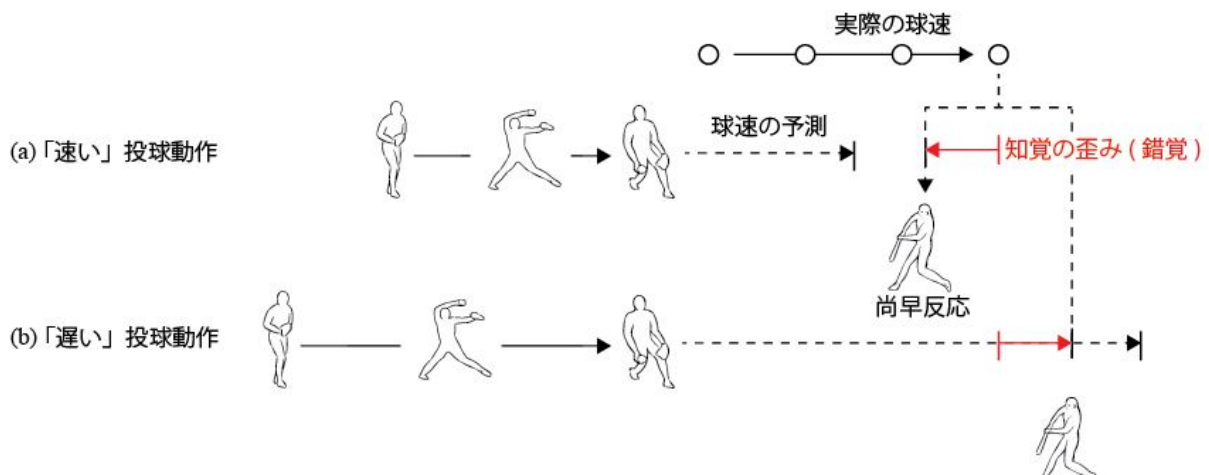 実際の球速
(a)「速い」投球動作
球速の予測
知覚の歪み ( 錯覚 )
尚早反応
(b)「遅い」投球動作